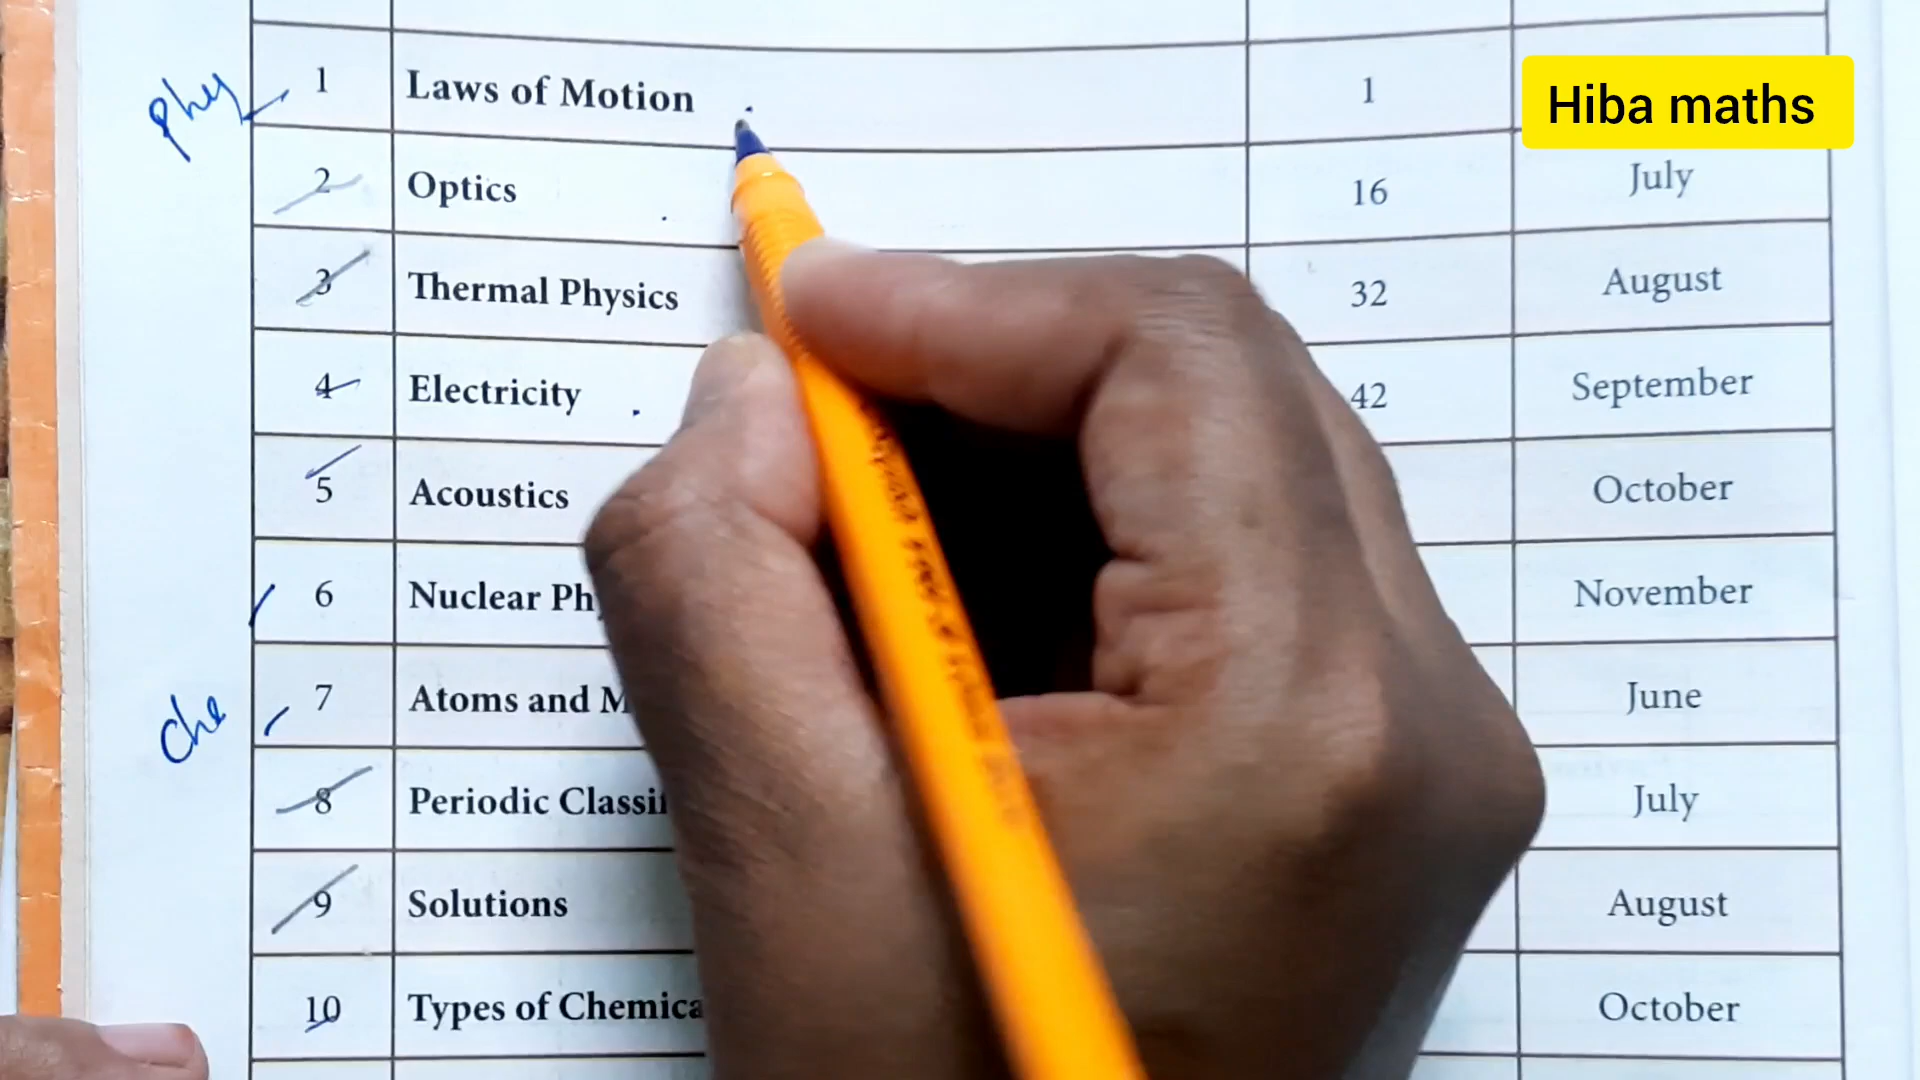 phy
1 Laws of Motion 1
Hiba maths
2 Optics 16 July
3 Thermal Physics 32 August
4 Electricity 42 September
5 Acoustics October
6 Nuclear Ph November
che
7 Atoms and M June
8 Periodic Classif July
9 Solutions August
10 Types of Chemica October